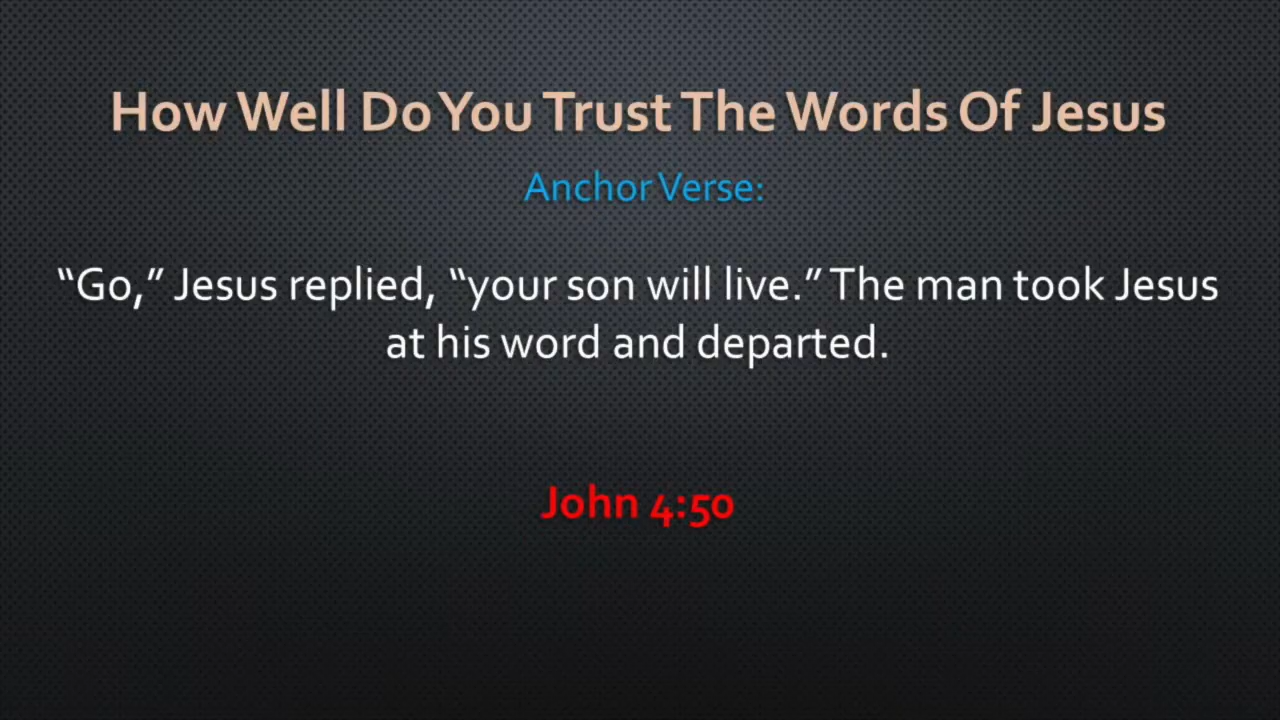 How Well Do You Trust The Words Of Jesus
Anchor Verse:
“Go,” Jesus replied, “your son will live.” The man took Jesus
at his word and departed.
John 4:50